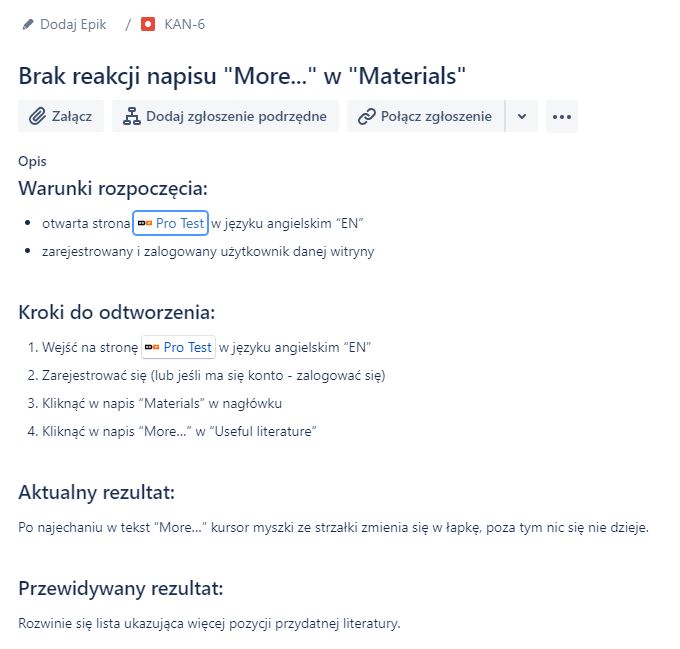 Dodaj Epik / KAN-6
Brak reakcji napisu "More..." w "Materials"
Załącz Dodaj zgłoszenie podrzędne Połącz zgłoszenie
Opis
Warunki rozpoczęcia:
• otwarta strona Pro Test w języku angielskim “EN”
• zarejestrowany i zalogowany użytkownik danej witryny
Kroki do odtworzenia:
1. Wejść na stronę Pro Test w języku angielskim “EN”
2. Zarejestrować się (lub jeśli ma się konto - zalogować się)
3. Kliknąć w napis “Materials” w nagłówku
4. Kliknąć w napis “More...” w “Useful literature”
Aktualny rezultat:
Po najechaniu w tekst “More...” kursor myszki ze strzałki zmienia się w łapkę, poza tym nic się nie dzieje.
Przewidywany rezultat:
Rozwinie się lista ukazująca więcej pozycji przydatnej literatury.